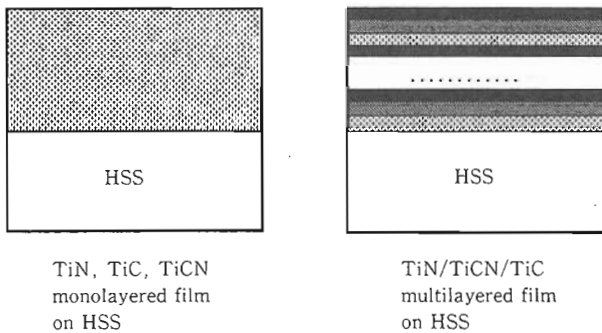 ............
HSS
HSS
TiN, TiC, TiCN
monolayered film
on HSS
TiN/TiCN/TiC
multilayered film
on HSS